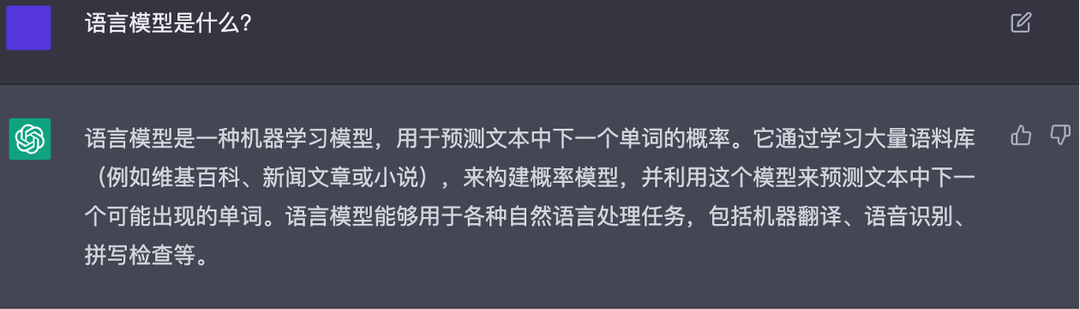 语言模型是什么?
语言模型是一种机器学习模型，用于预测文本中下一个单词的概率。它通过学习大量语料库
（例如维基百科、新闻文章或小说），来构建概率模型，并利用这个模型来预测文本中下一
个可能出现的单词。语言模型能够用于各种自然语言处理任务，包括机器翻译、语音识别、
拼写检查等。